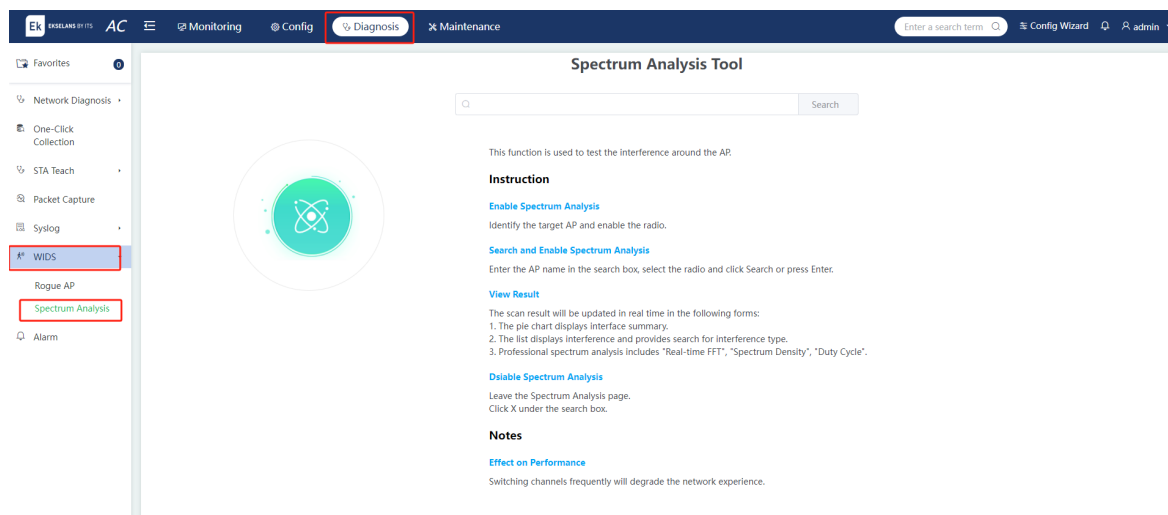 Ek EKSELANS BY ITS AC Monitoring Config Diagnosis Maintenance Enter a search term Config Wizard admin
Favorites 0
Network Diagnosis
One-Click
Collection
STA Teach
Packet Capture
Syslog
WIDS
Rogue AP
Spectrum Analysis
Alarm
Spectrum Analysis Tool
Search
This function is used to test the interference around the AP.
Instruction
Enable Spectrum Analysis
Identify the target AP and enable the radio.
Search and Enable Spectrum Analysis
Enter the AP name in the search box, select the radio and click Search or press Enter.
View Result
The scan result will be updated in real time in the following forms:
1. The pie chart displays interface summary.
2. The list displays interference and provides search for interference type.
3. Professional spectrum analysis includes "Real-time FFT", "Spectrum Density", "Duty Cycle".
Dsiable Spectrum Analysis
Leave the Spectrum Analysis page.
Click X under the search box.
Notes
Effect on Performance
Switching channels frequently will degrade the network experience.